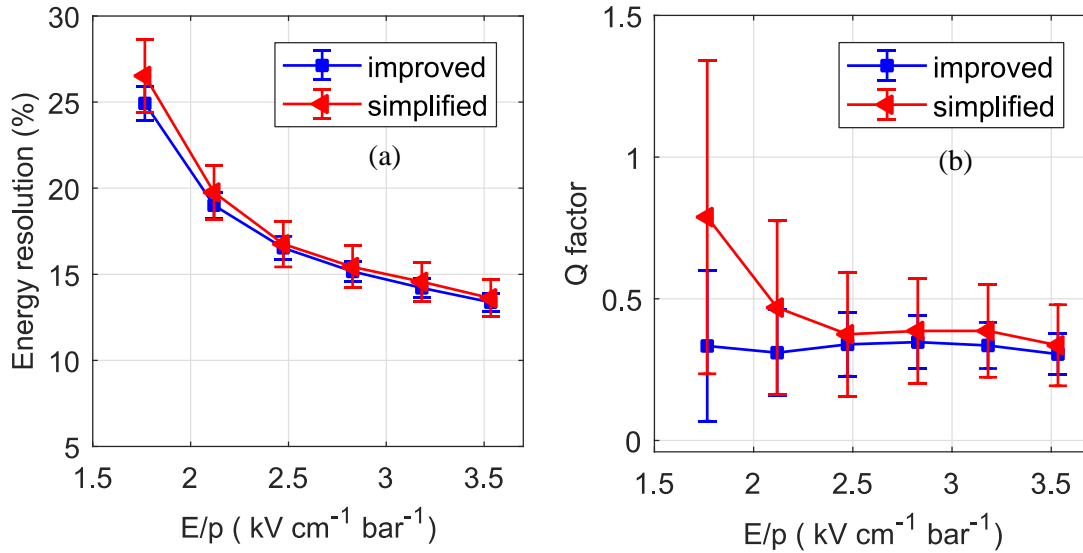 30
25
20
15
10
5
Energy resolution (%)
improved
simplified
(a)
1.5 2 2.5 3 3.5
E/p ( kV cm⁻¹ bar⁻¹)
1.5
1
0.5
0
Q factor
improved
simplified
(b)
1.5 2 2.5 3 3.5
E/p ( kV cm⁻¹ bar⁻¹)